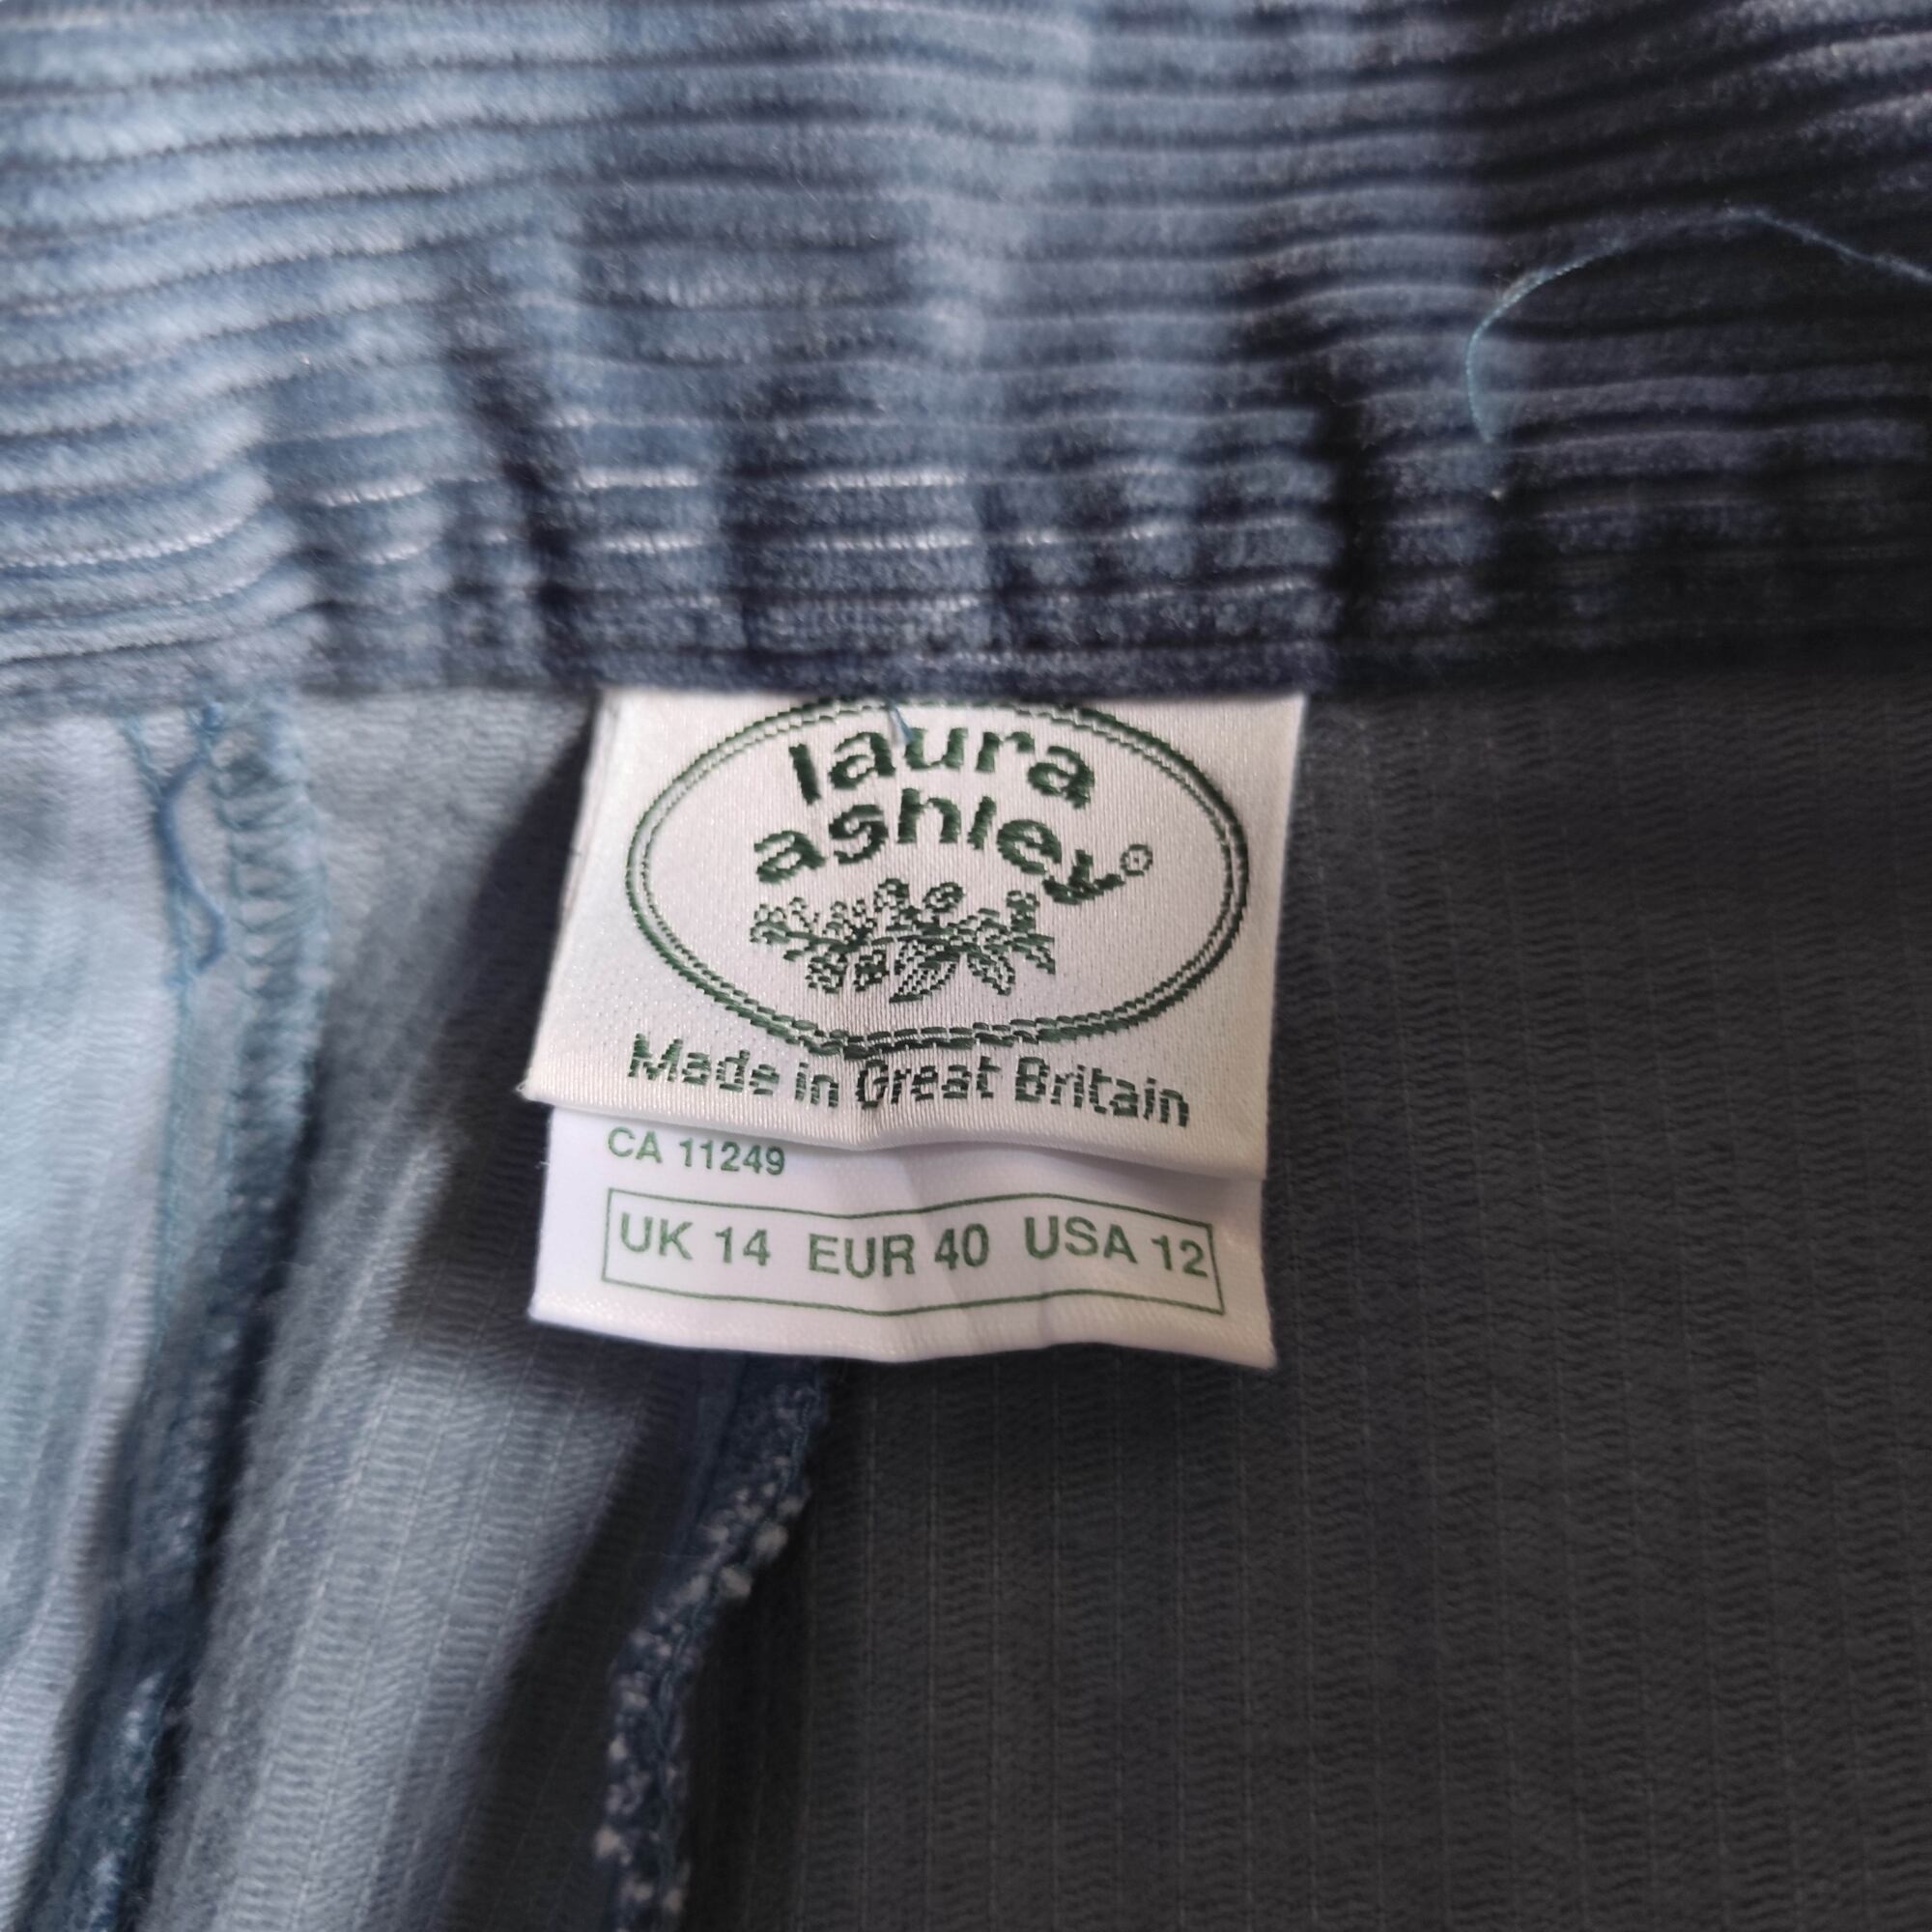 laura
ashley®
Made in Great Britain
CA 11249
UK 14 EUR 40 USA 12